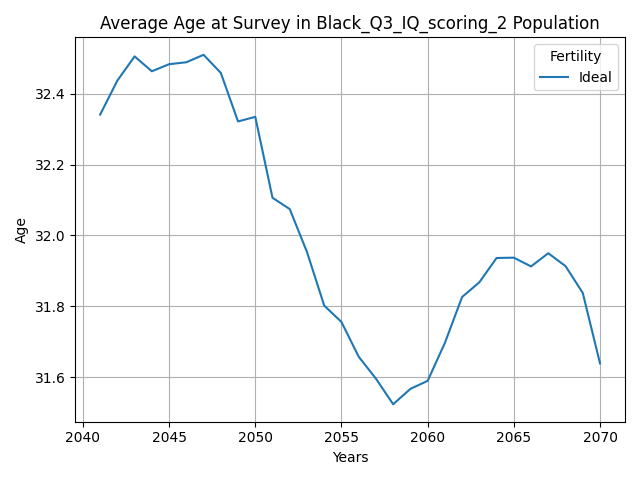 Average Age at Survey in Black_Q3_IQ_scoring_2 Population
Fertility
Ideal
Age
32.4
32.2
32.0
31.8
31.6
2040 2045 2050 2055 2060 2065 2070
Years